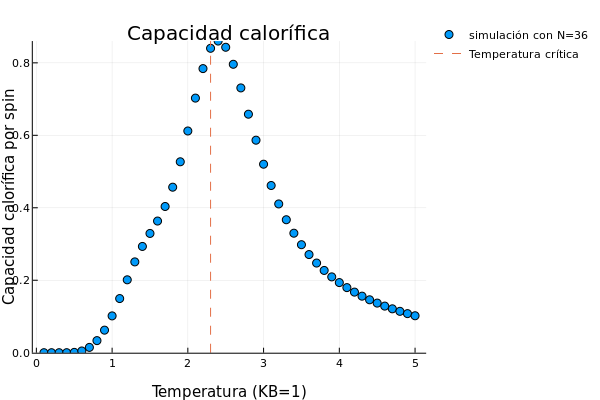 Capacidad calorífica
simulación con N=36
Temperatura crítica
Capacidad calorífica por spin
0.8
0.6
0.4
0.2
0.0
0 1 2 3 4 5
Temperatura (KB=1)